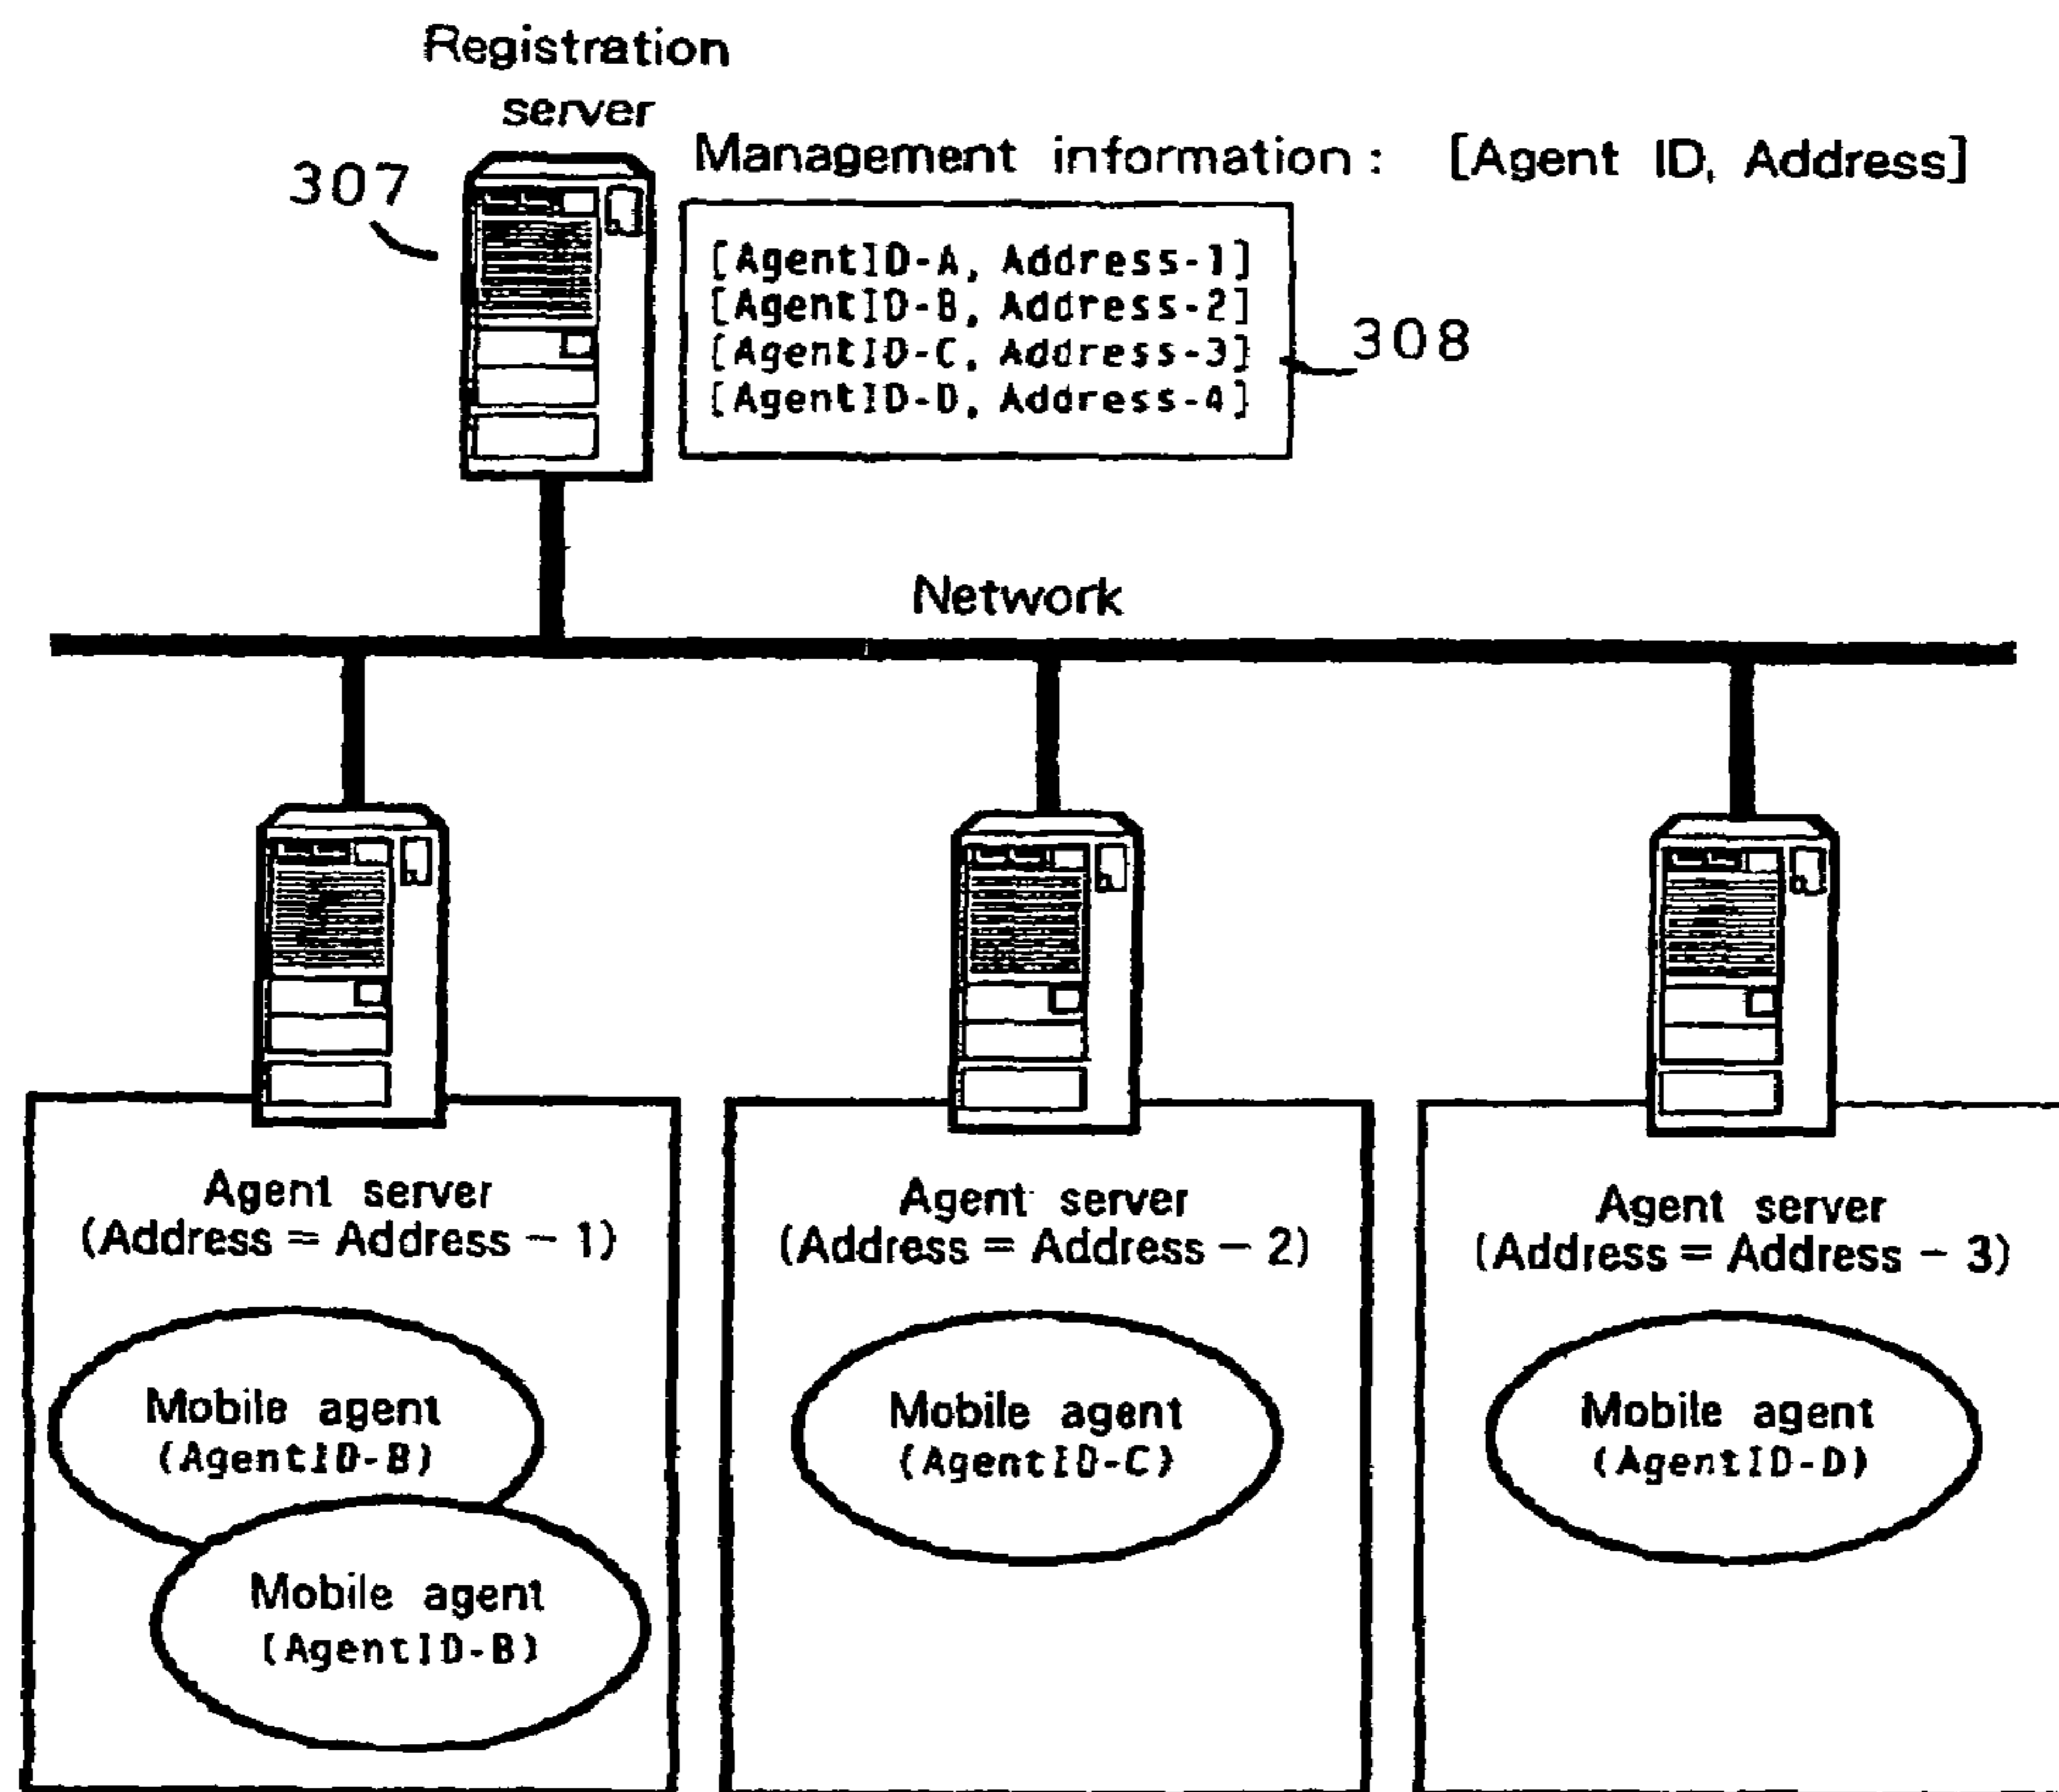 Registration
server
307
Management information : [Agent ID, Address]
[AgentID-A, Address-1]
[AgentID-B, Address-2]
[AgentID-C, Address-3]
[AgentID-D, Address-4]
308
Network
Agent server
(Address = Address - 1)
Mobile agent
(AgentID-B)
Mobile agent
(AgentID-B)
Agent server
(Address = Address - 2)
Mobile agent
(AgentID-C)
Agent server
(Address = Address - 3)
Mobile agent
(AgentID-D)